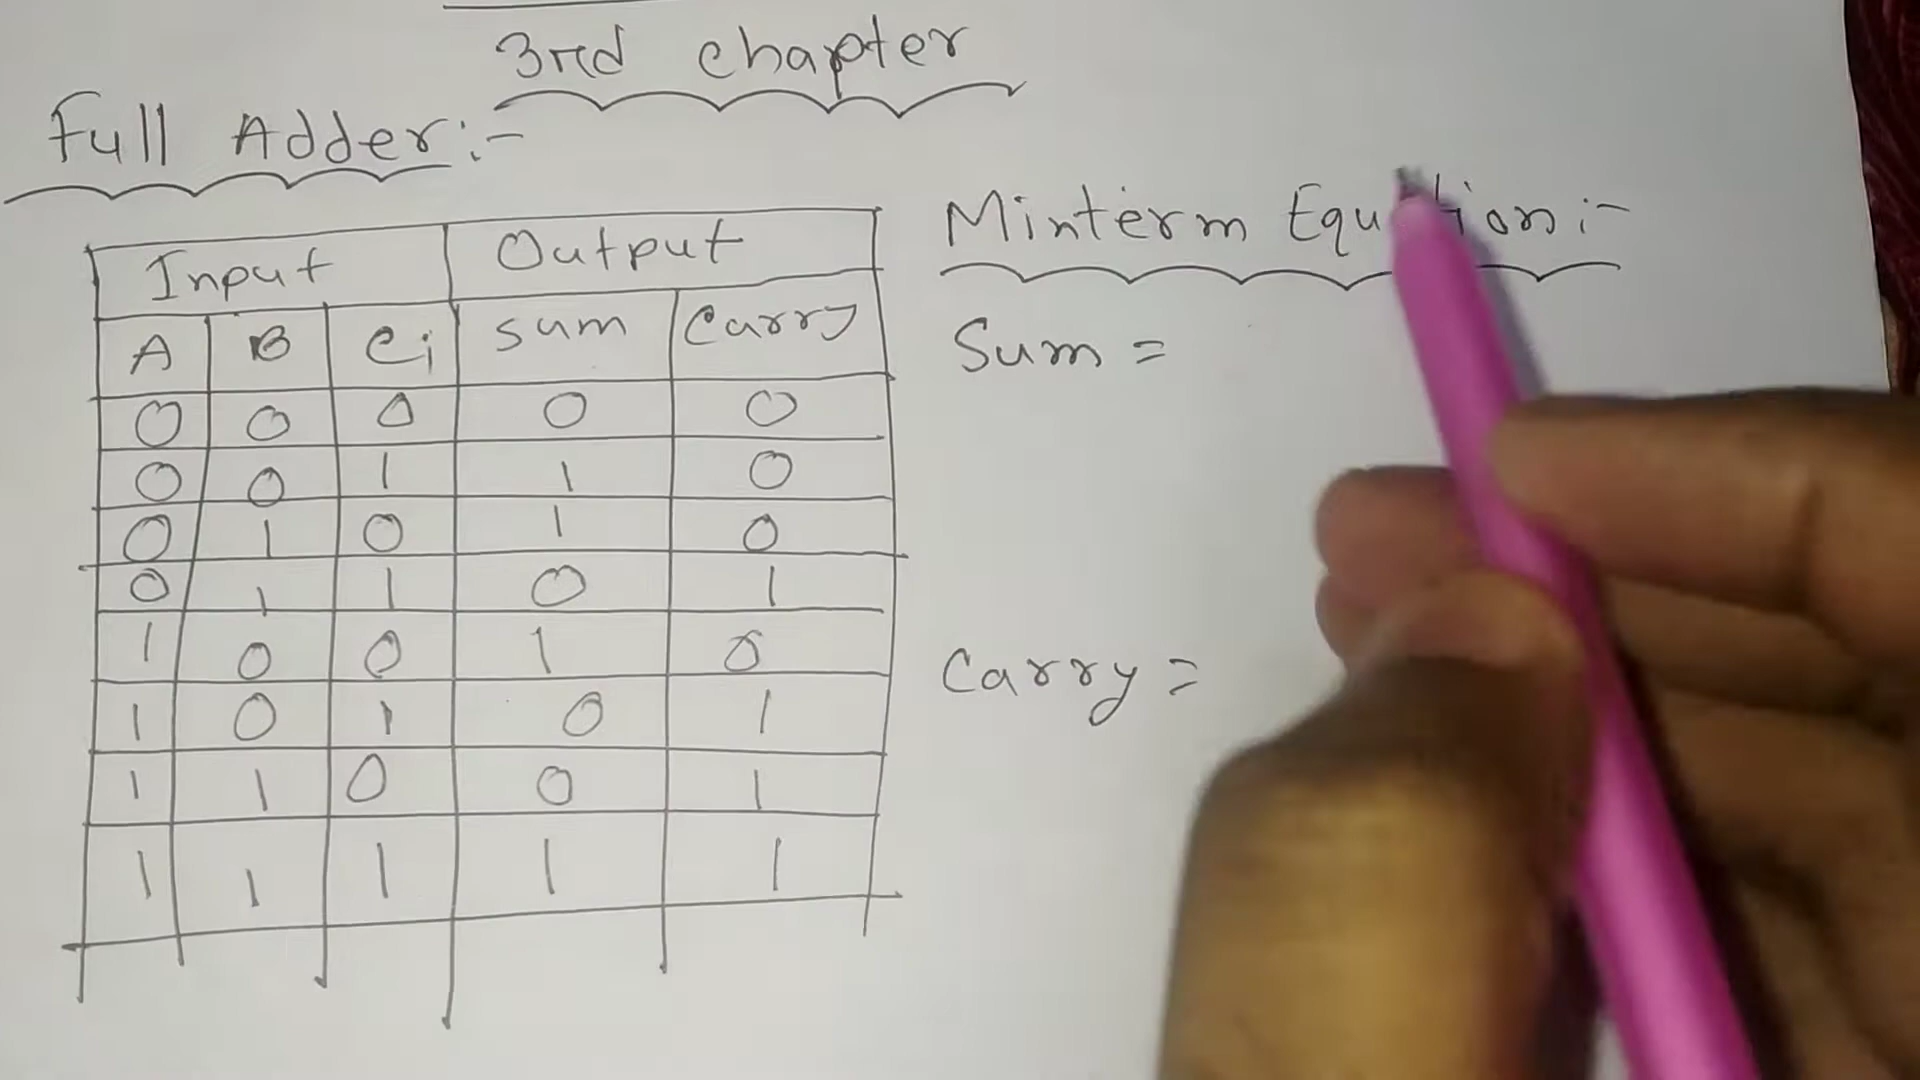 3rd chapter
Full Adder:-
Input Output
A B Ci sum Carry
0 0 0 0 0
0 0 1 1 0
0 1 0 1 0
0 1 1 0 1
1 0 0 1 0
1 0 1 0 1
1 1 0 0 1
1 1 1 1 1
Minterm Equation:-
Sum =
Carry =